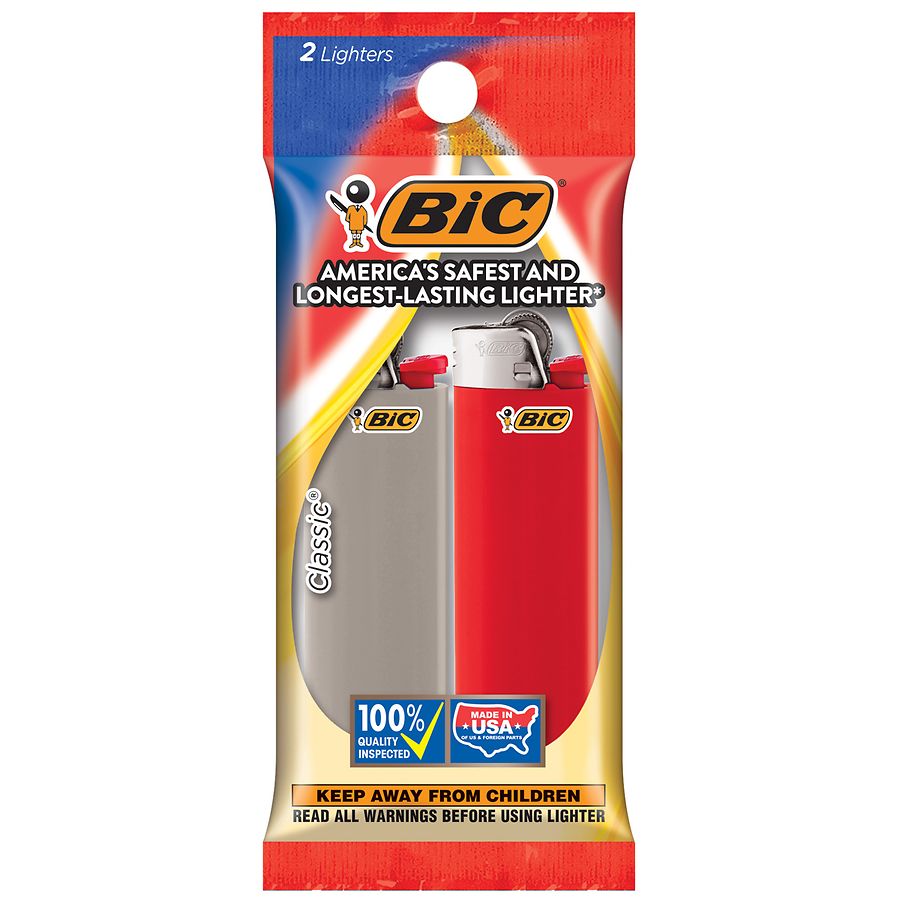 2 Lighters
BiC®
AMERICA'S SAFEST AND
LONGEST-LASTING LIGHTER*
BiC
BiC
BiC
Classic®
100%
QUALITY
INSPECTED
MADE IN
USA
OF US & FOREIGN PARTS
KEEP AWAY FROM CHILDREN
READ ALL WARNINGS BEFORE USING LIGHTER